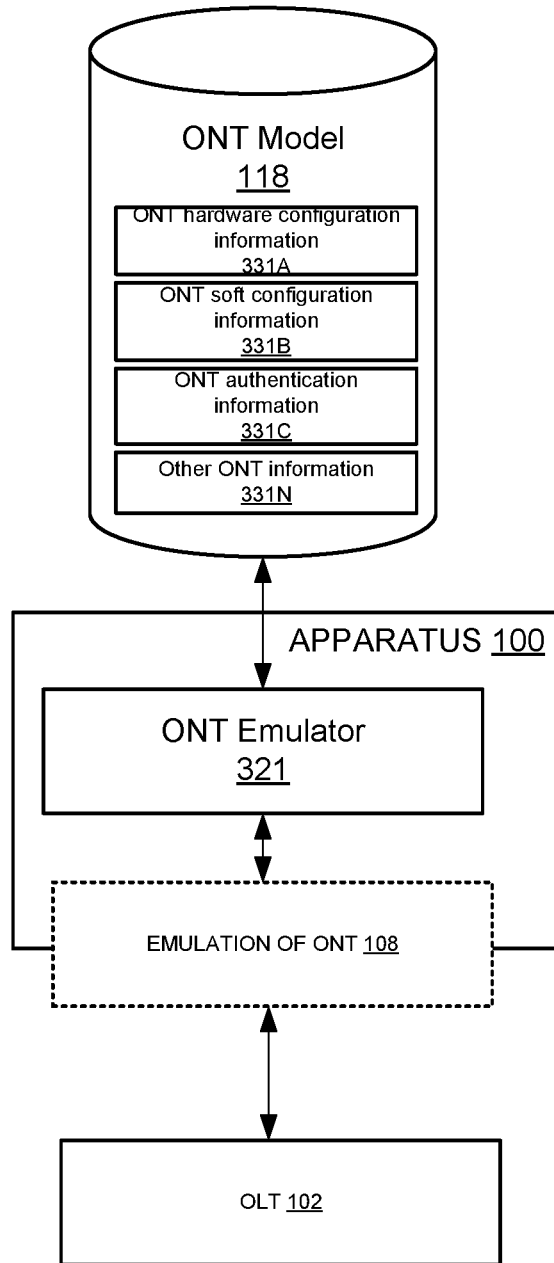 ONT Model
118
ONT hardware configuration
information
331A
ONT soft configuration
information
331B
ONT authentication
information
331C
Other ONT information
331N
APPARATUS 100
ONT Emulator
321
EMULATION OF ONT 108
OLT 102